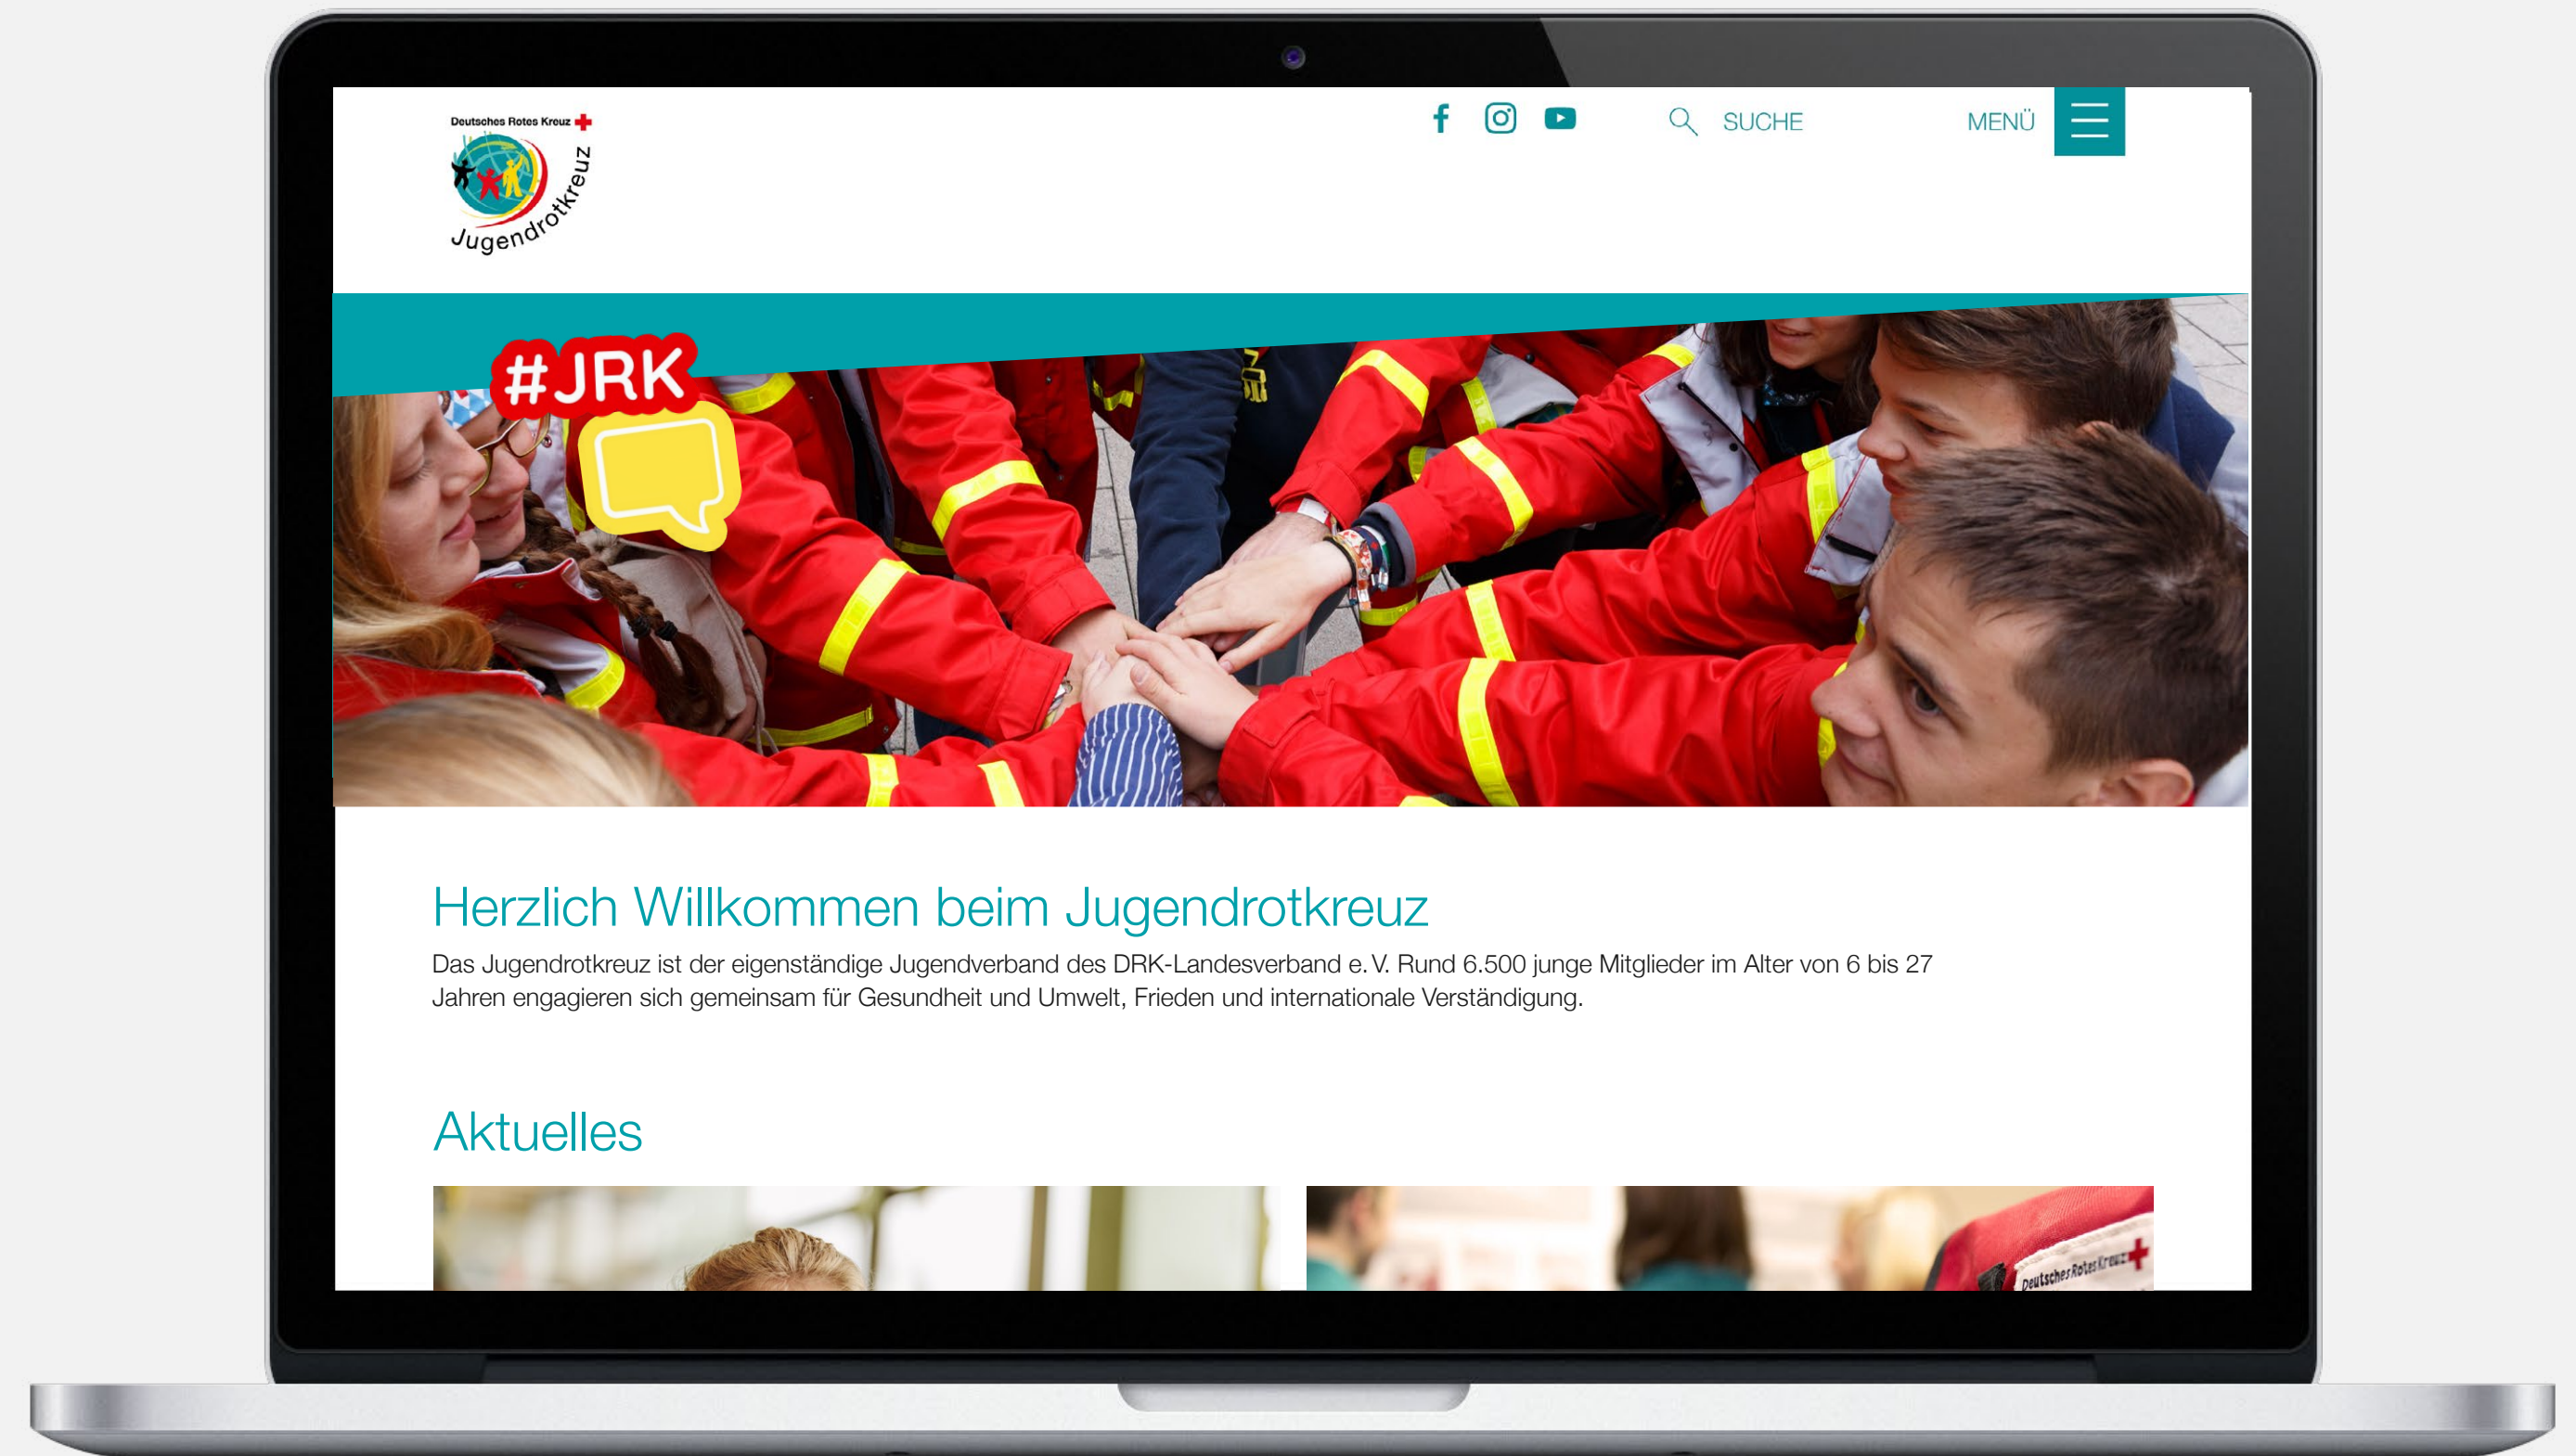 Deutsches Rotes Kreuz
Jugendrotkreuz
SUCHE
MENÜ
#JRK
Herzlich Willkommen beim Jugendrotkreuz
Das Jugendrotkreuz ist der eigenständige Jugendverband des DRK-Landesverband e. V. Rund 6.500 junge Mitglieder im Alter von 6 bis 27
Jahren engagieren sich gemeinsam für Gesundheit und Umwelt, Frieden und internationale Verständigung.
Aktuelles
Deutsches Rotes Kreuz